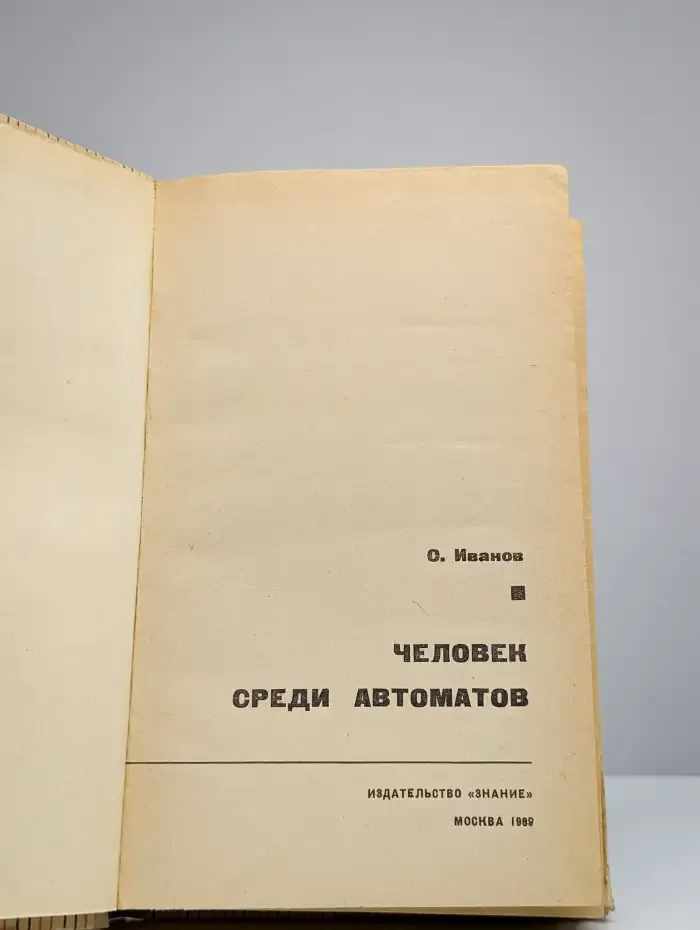 О. Иванов
ЧЕЛОВЕК
СРЕДИ АВТОМАТОВ
ИЗДАТЕЛЬСТВО «ЗНАНИЕ»
МОСКВА 1969